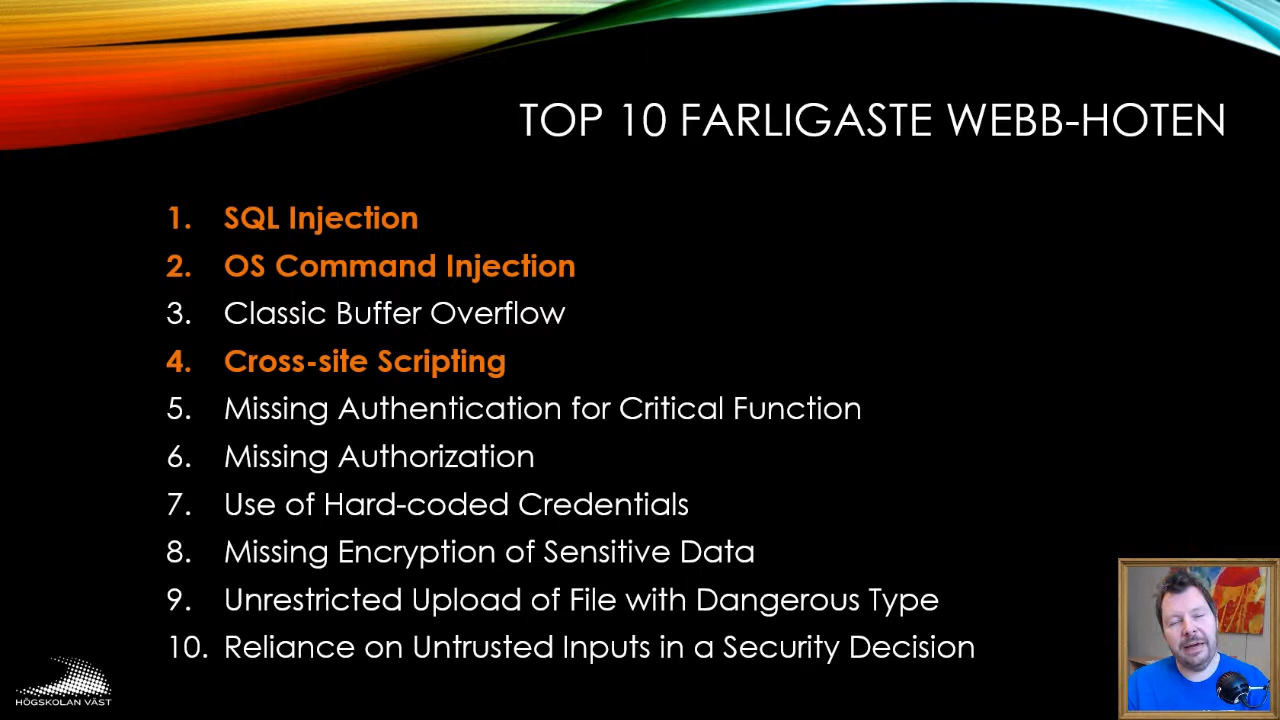 TOP 10 FARLIGASTE WEBB-HOTEN
1. SQL Injection
2. OS Command Injection
3. Classic Buffer Overflow
4. Cross-site Scripting
5. Missing Authentication for Critical Function
6. Missing Authorization
7. Use of Hard-coded Credentials
8. Missing Encryption of Sensitive Data
9. Unrestricted Upload of File with Dangerous Type
10. Reliance on Untrusted Inputs in a Security Decision
HÖGSKOLAN VÄST